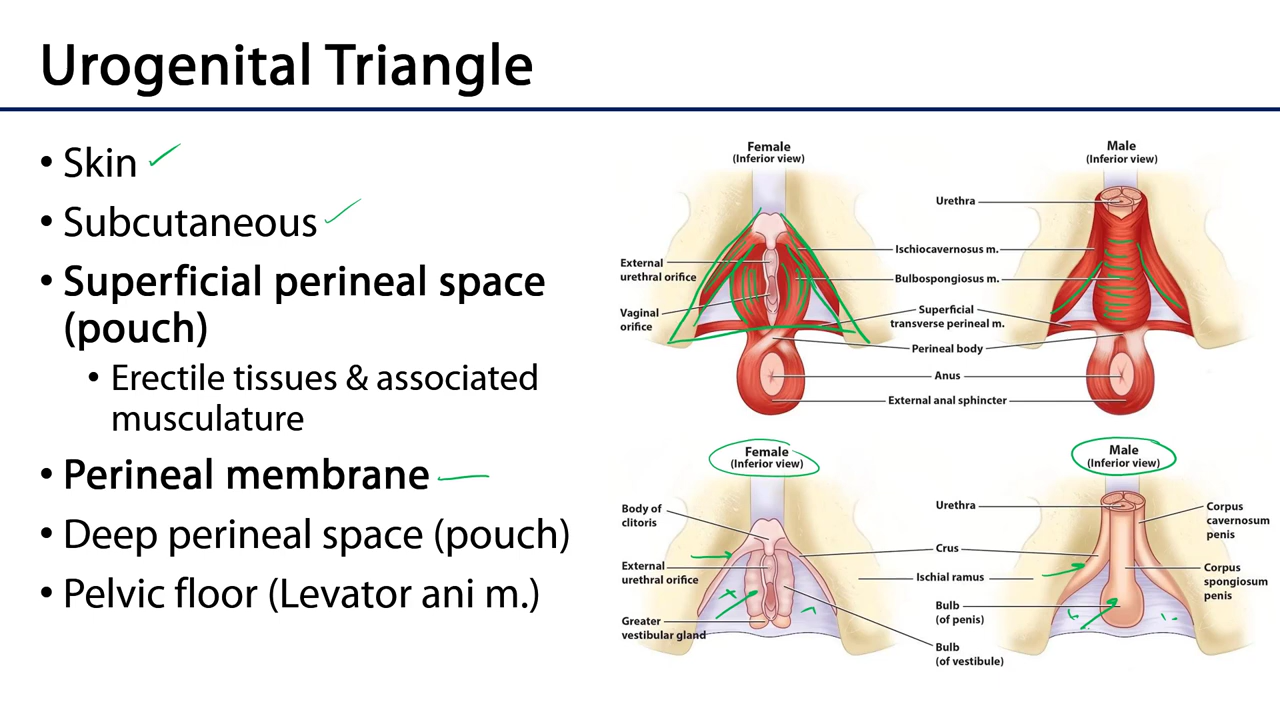 Urogenital Triangle
• Skin
• Subcutaneous
• Superficial perineal space
(pouch)
• Erectile tissues & associated
musculature
• Perineal membrane
• Deep perineal space (pouch)
• Pelvic floor (Levator ani m.)
Female
(Inferior view)
External
urethral orifice
Vaginal
orifice
Male
(Inferior view)
Urethra
Ischiocavernosus m.
Bulbospongiosus m.
Superficial
transverse perineal m.
Perineal body
Anus
External anal sphincter
Female
(Inferior view)
Body of
clitoris
External
urethral orifice
Greater
vestibular gland
Male
(Inferior view)
Urethra
Crus
Ischial ramus
Bulb
(of penis)
Bulb
(of vestibule)
Corpus
cavernosum
penis
Corpus
spongiosum
penis